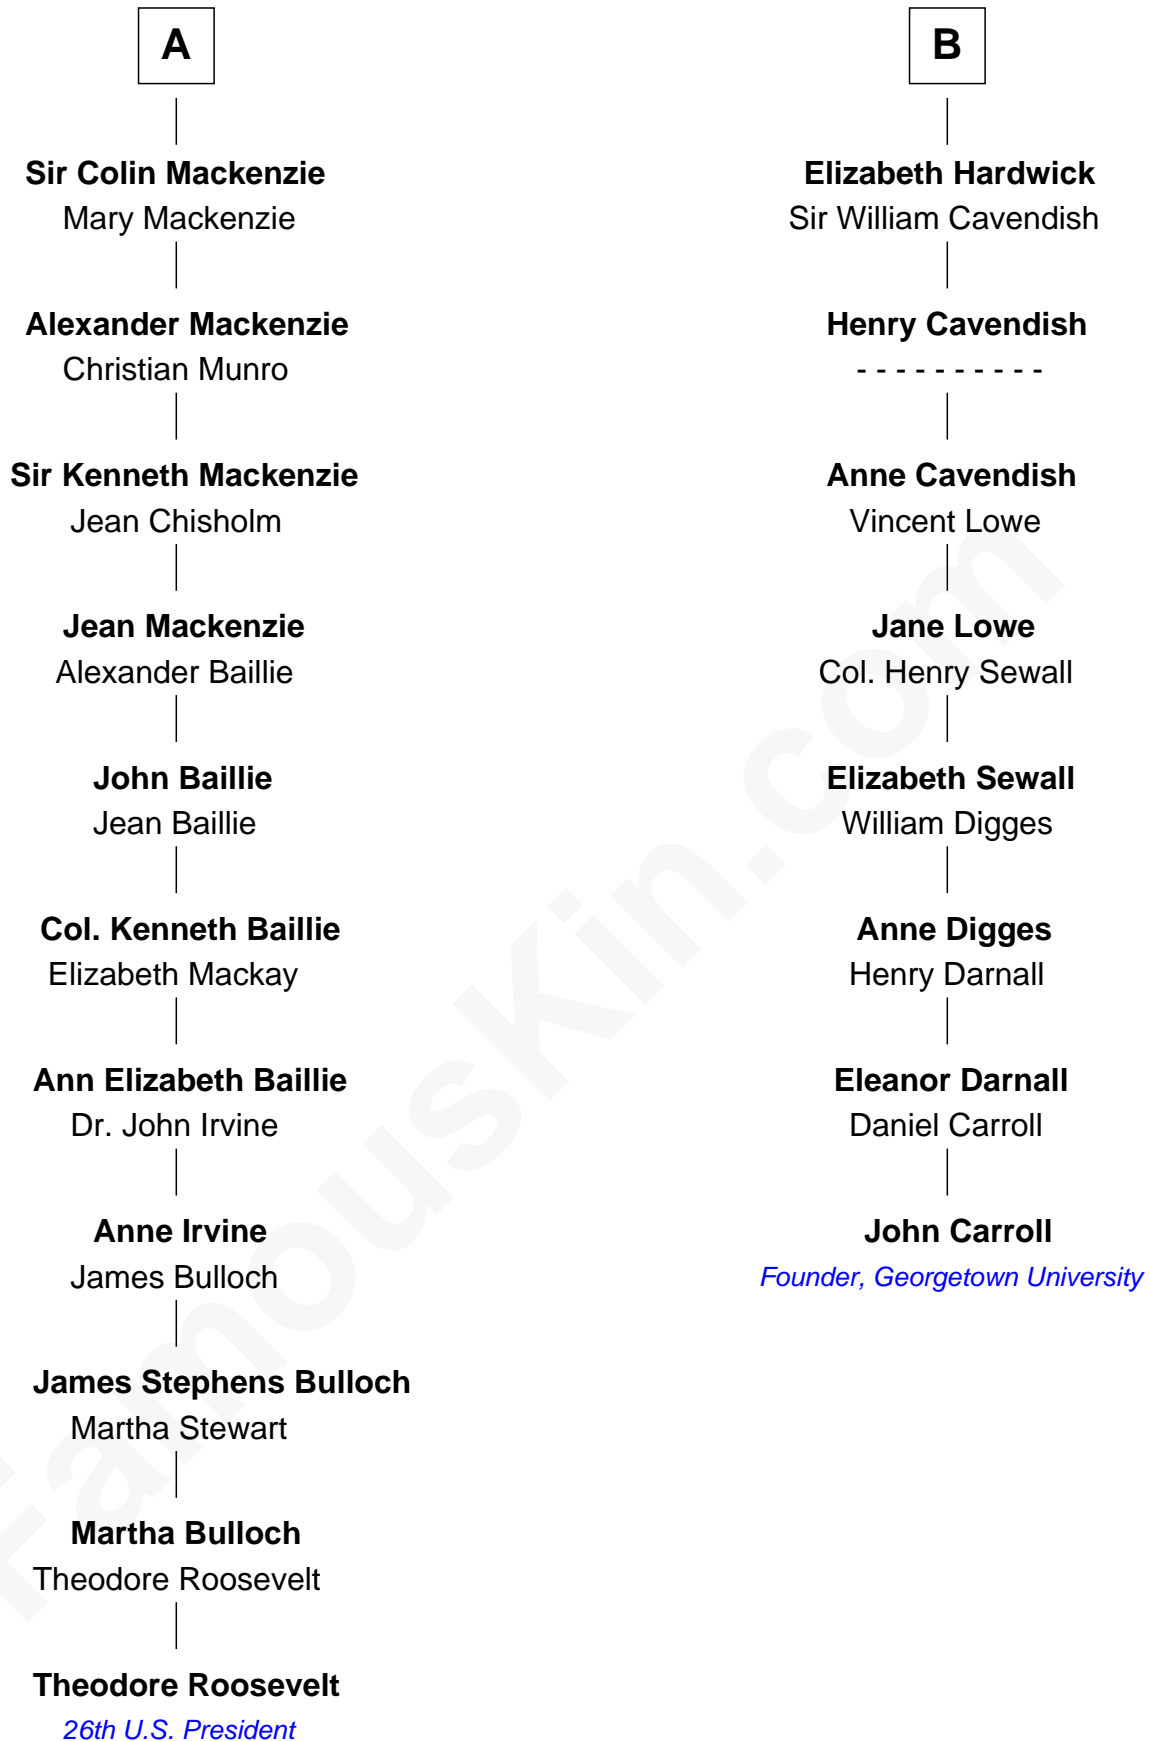 A
Sir Colin Mackenzie
Mary Mackenzie
Alexander Mackenzie
Christian Munro
Sir Kenneth Mackenzie
Jean Chisholm
Jean Mackenzie
Alexander Baillie
John Baillie
Jean Baillie
Col. Kenneth Baillie
Elizabeth Mackay
Ann Elizabeth Baillie
Dr. John Irvine
Anne Irvine
James Bulloch
James Stephens Bulloch
Martha Stewart
Martha Bulloch
Theodore Roosevelt
Theodore Roosevelt
26th U.S. President
B
Elizabeth Hardwick
Sir William Cavendish
Henry Cavendish
- - - - - - - - - -
Anne Cavendish
Vincent Lowe
Jane Lowe
Col. Henry Sewall
Elizabeth Sewall
William Digges
Anne Digges
Henry Darnall
Eleanor Darnall
Daniel Carroll
John Carroll
Founder, Georgetown University
FamousKin.com